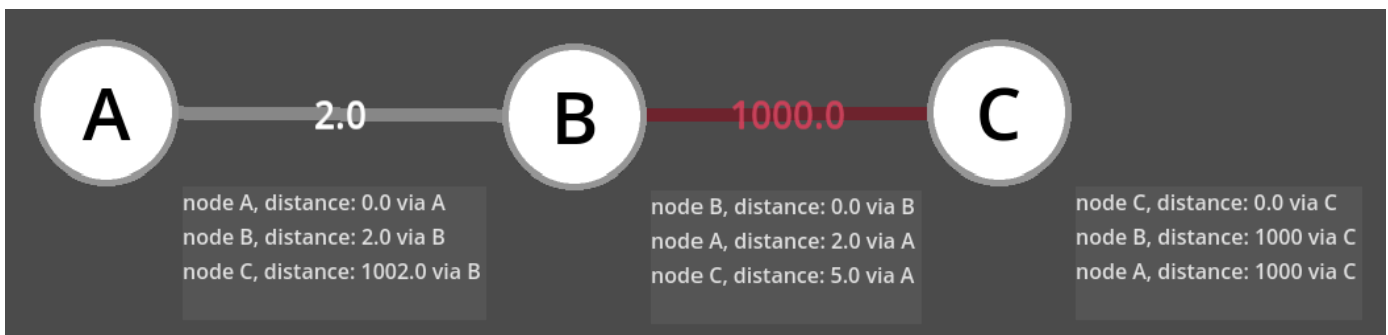 A
2.0
B
1000.0
C
node A, distance: 0.0 via A
node B, distance: 2.0 via B
node C, distance: 1002.0 via B
node B, distance: 0.0 via B
node A, distance: 2.0 via A
node C, distance: 5.0 via A
node C, distance: 0.0 via C
node B, distance: 1000 via C
node A, distance: 1000 via C